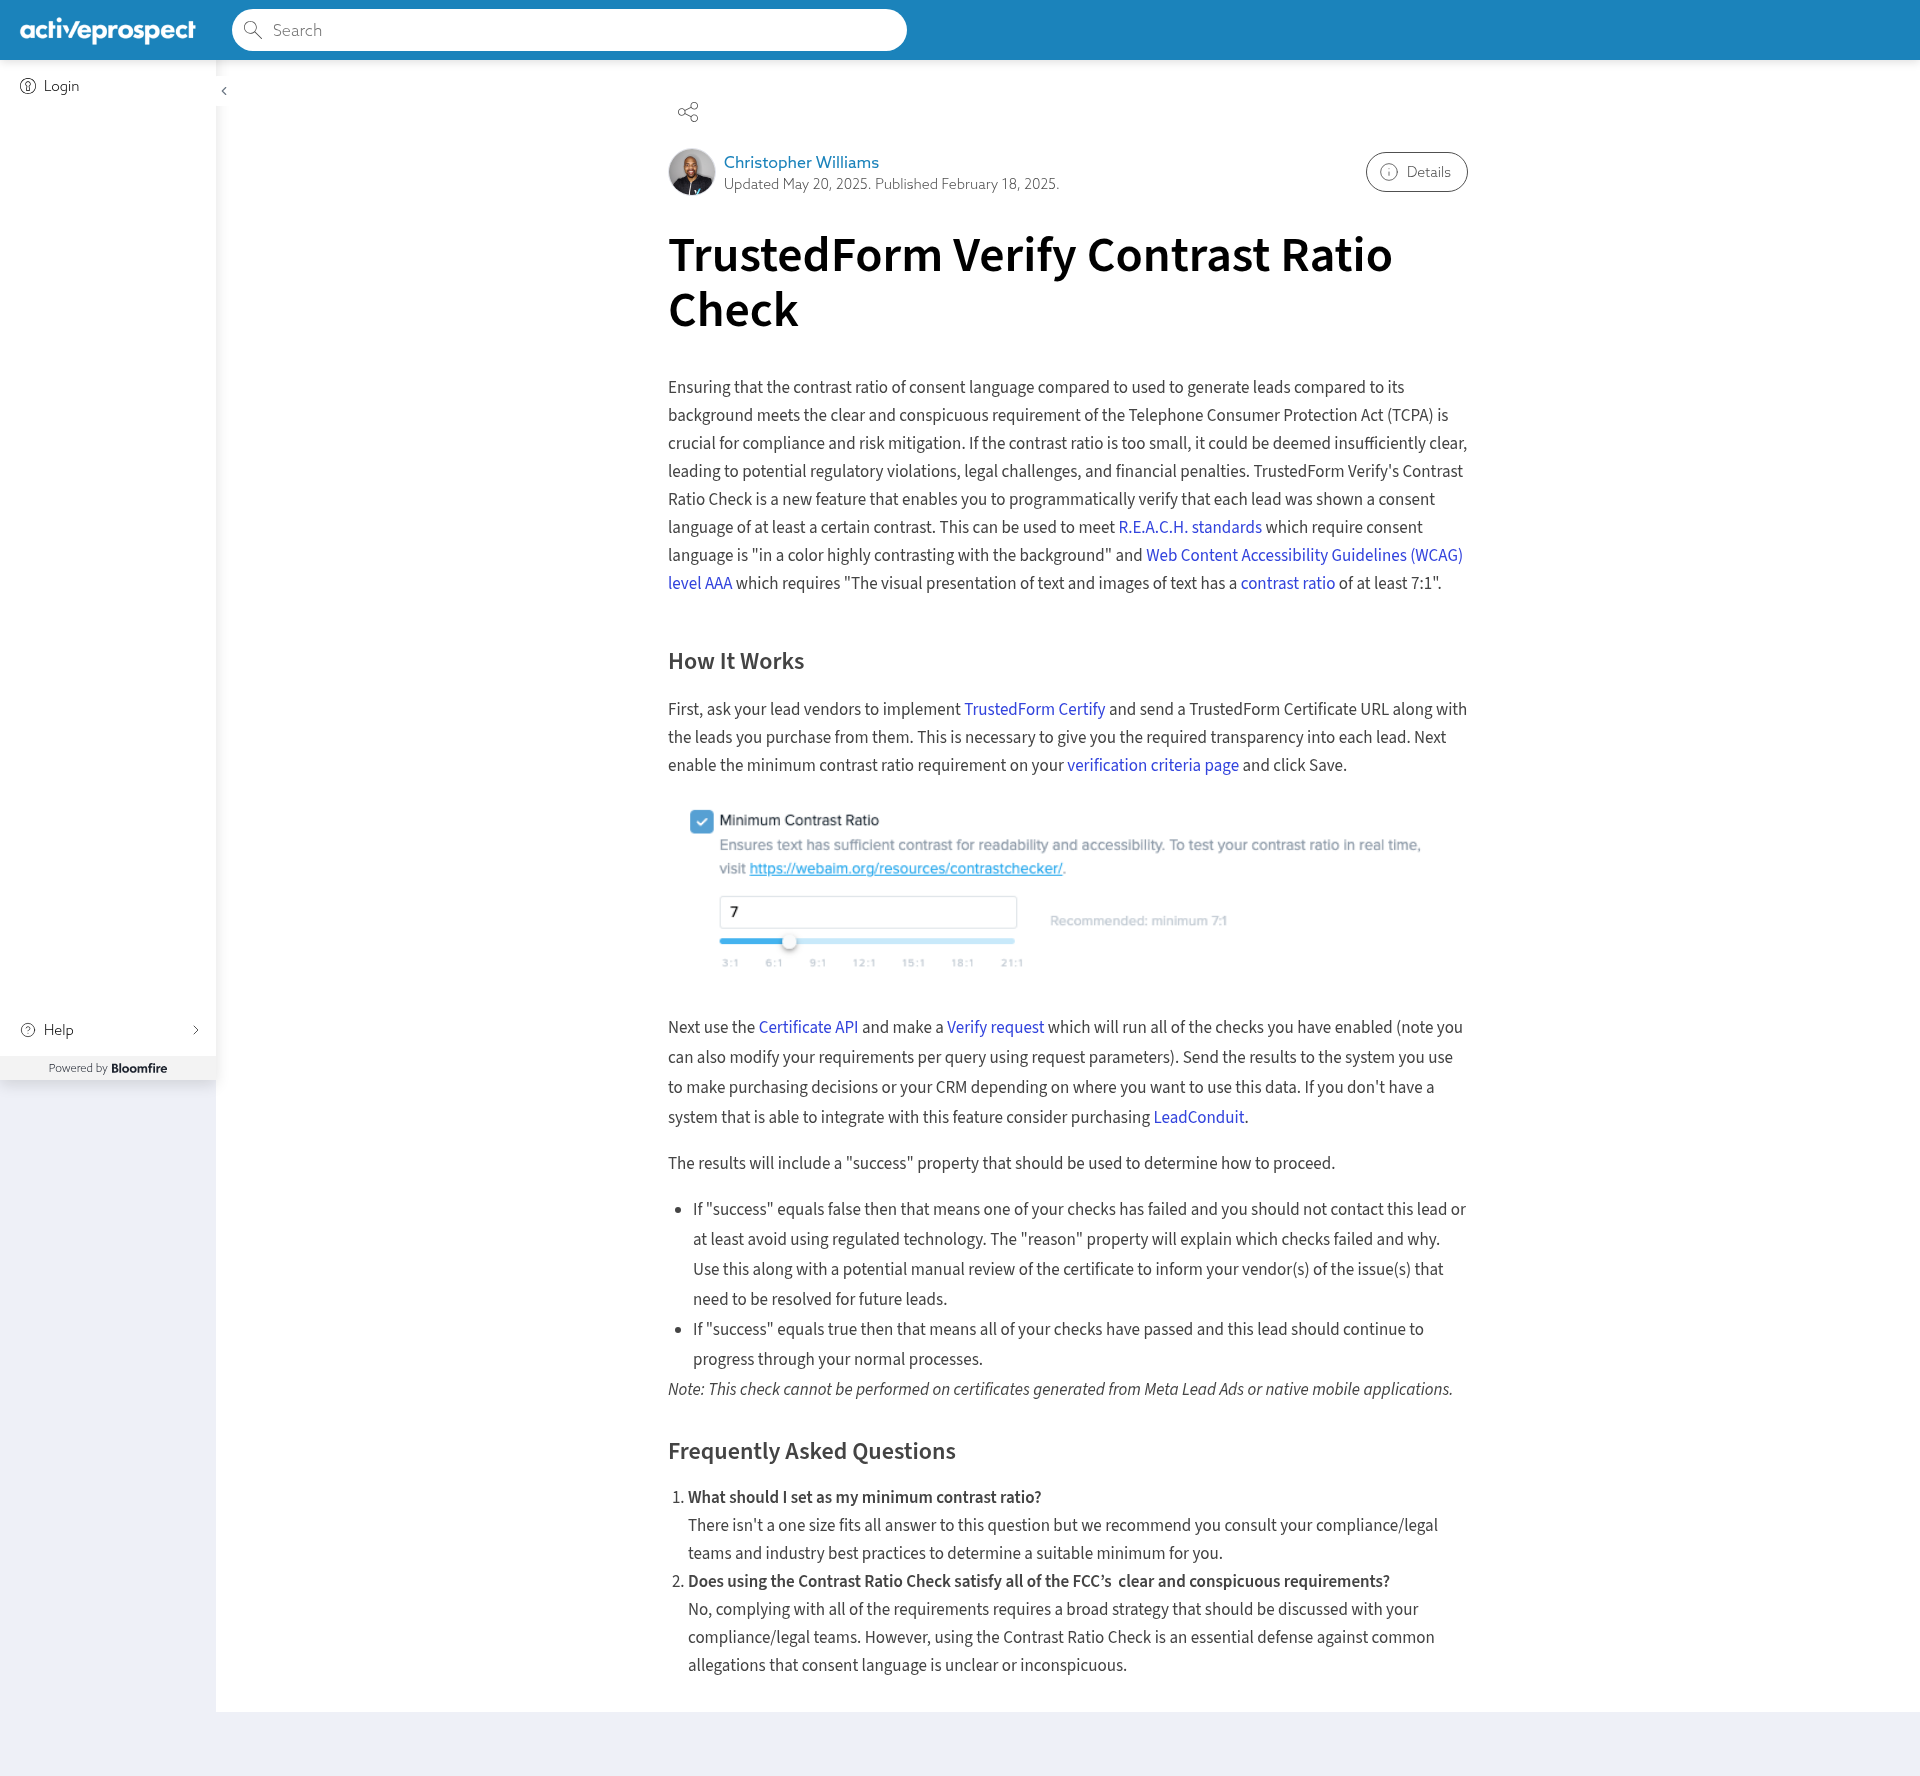 activeprospect
Search
Login
Christopher Williams
Updated May 20, 2025. Published February 18, 2025.
Details
TrustedForm Verify Contrast Ratio
Check
Ensuring that the contrast ratio of consent language compared to used to generate leads compared to its
background meets the clear and conspicuous requirement of the Telephone Consumer Protection Act (TCPA) is
crucial for compliance and risk mitigation. If the contrast ratio is too small, it could be deemed insufficiently clear,
leading to potential regulatory violations, legal challenges, and financial penalties. TrustedForm Verify's Contrast
Ratio Check is a new feature that enables you to programmatically verify that each lead was shown a consent
language of at least a certain contrast. This can be used to meet R.E.A.C.H. standards which require consent
language is "in a color highly contrasting with the background" and Web Content Accessibility Guidelines (WCAG)
level AAA which requires "The visual presentation of text and images of text has a contrast ratio of at least 7:1".
How It Works
First, ask your lead vendors to implement TrustedForm Certify and send a TrustedForm Certificate URL along with
the leads you purchase from them. This is necessary to give you the required transparency into each lead. Next
enable the minimum contrast ratio requirement on your verification criteria page and click Save.
Minimum Contrast Ratio
Ensures text has sufficient contrast for readability and accessibility. To test your contrast ratio in real time,
visit https://webaim.org/resources/contrastchecker/.
7
Recommended: minimum 7:1
3:1 6:1 9:1 12:1 15:1 18:1 21:1
Next use the Certificate API and make a Verify request which will run all of the checks you have enabled (note you
can also modify your requirements per query using request parameters). Send the results to the system you use
to make purchasing decisions or your CRM depending on where you want to use this data. If you don't have a
system that is able to integrate with this feature consider purchasing LeadConduit.
The results will include a "success" property that should be used to determine how to proceed.
• If "success" equals false then that means one of your checks has failed and you should not contact this lead or
at least avoid using regulated technology. The "reason" property will explain which checks failed and why.
Use this along with a potential manual review of the certificate to inform your vendor(s) of the issue(s) that
need to be resolved for future leads.
• If "success" equals true then that means all of your checks have passed and this lead should continue to
progress through your normal processes.
Note: This check cannot be performed on certificates generated from Meta Lead Ads or native mobile applications.
Frequently Asked Questions
1. What should I set as my minimum contrast ratio?
There isn't a one size fits all answer to this question but we recommend you consult your compliance/legal
teams and industry best practices to determine a suitable minimum for you.
2. Does using the Contrast Ratio Check satisfy all of the FCC’s clear and conspicuous requirements?
No, complying with all of the requirements requires a broad strategy that should be discussed with your
compliance/legal teams. However, using the Contrast Ratio Check is an essential defense against common
allegations that consent language is unclear or inconspicuous.
Help
Powered by Bloomfire